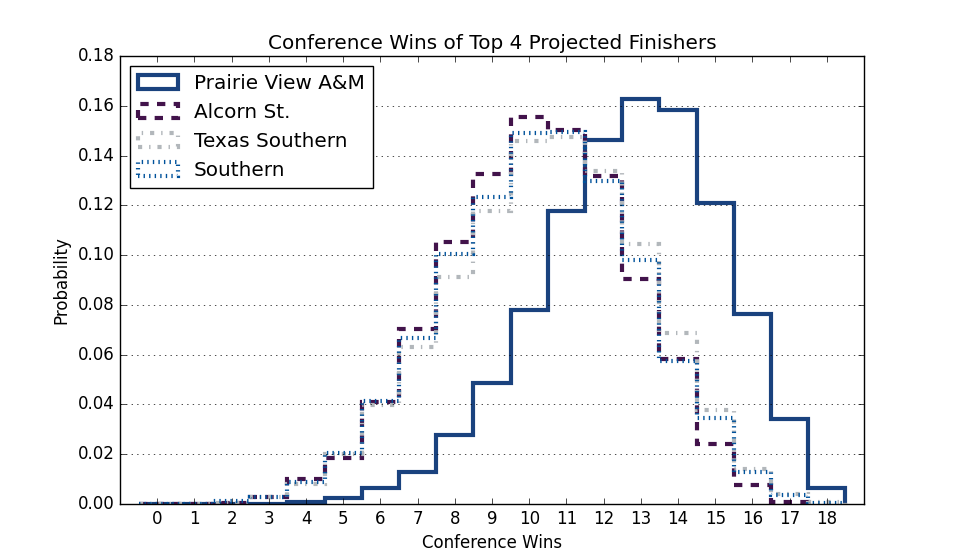 Conference Wins of Top 4 Projected Finishers
Prairie View A&M
Alcorn St.
Texas Southern
Southern
0.18
0.16
0.14
0.12
0.10
0.08
0.06
0.04
0.02
0.00
Probability
0 1 2 3 4 5 6 7 8 9 10 11 12 13 14 15 16 17 18
Conference Wins